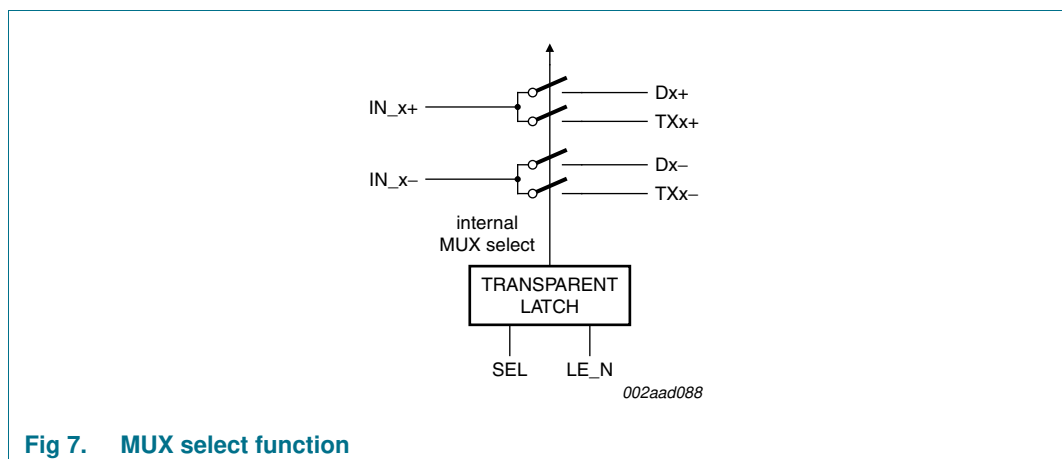 IN_x+
Dx+
TXx+
IN_x−
Dx−
TXx−
internal
MUX select
TRANSPARENT
LATCH
SEL LE_N
002aad088
Fig 7. MUX select function